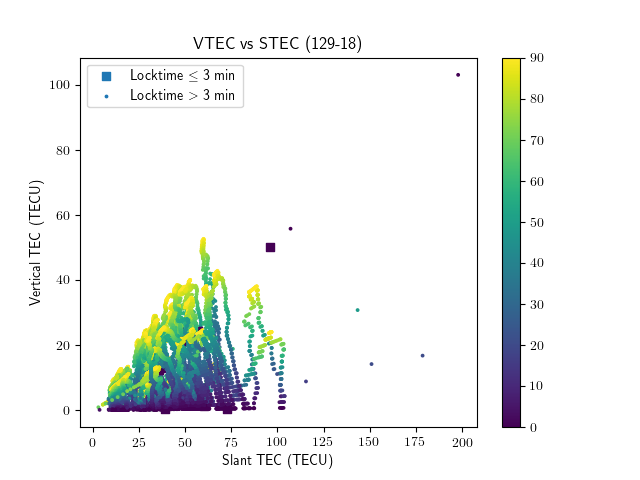 VTEC vs STEC (129-18)
Locktime ≤ 3 min
Locktime > 3 min
Vertical TEC (TECU)
100
80
60
40
20
0
0 25 50 75 100 125 150 175 200
Slant TEC (TECU)
90
80
70
60
50
40
30
20
10
0